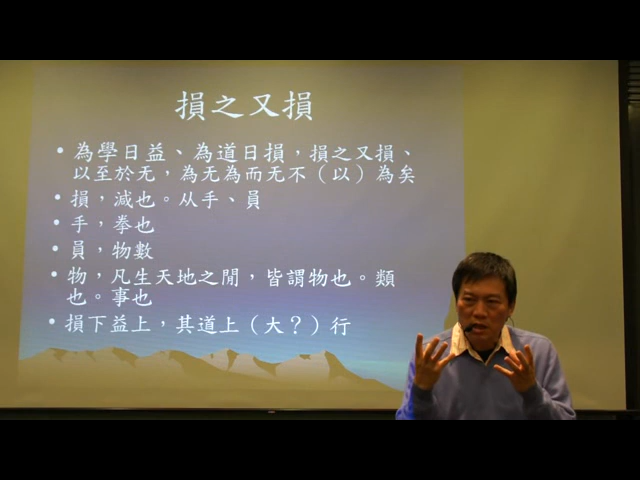 損之又損
• 為學日益、為道日損，損之又損、
以至於无，為无為而无不（以）為矣
• 損，減也。从手、員
• 手，拳也
• 員，物數
• 物，凡生天地之閒，皆謂物也。類
也。事也
• 損下益上，其道上（大？）行